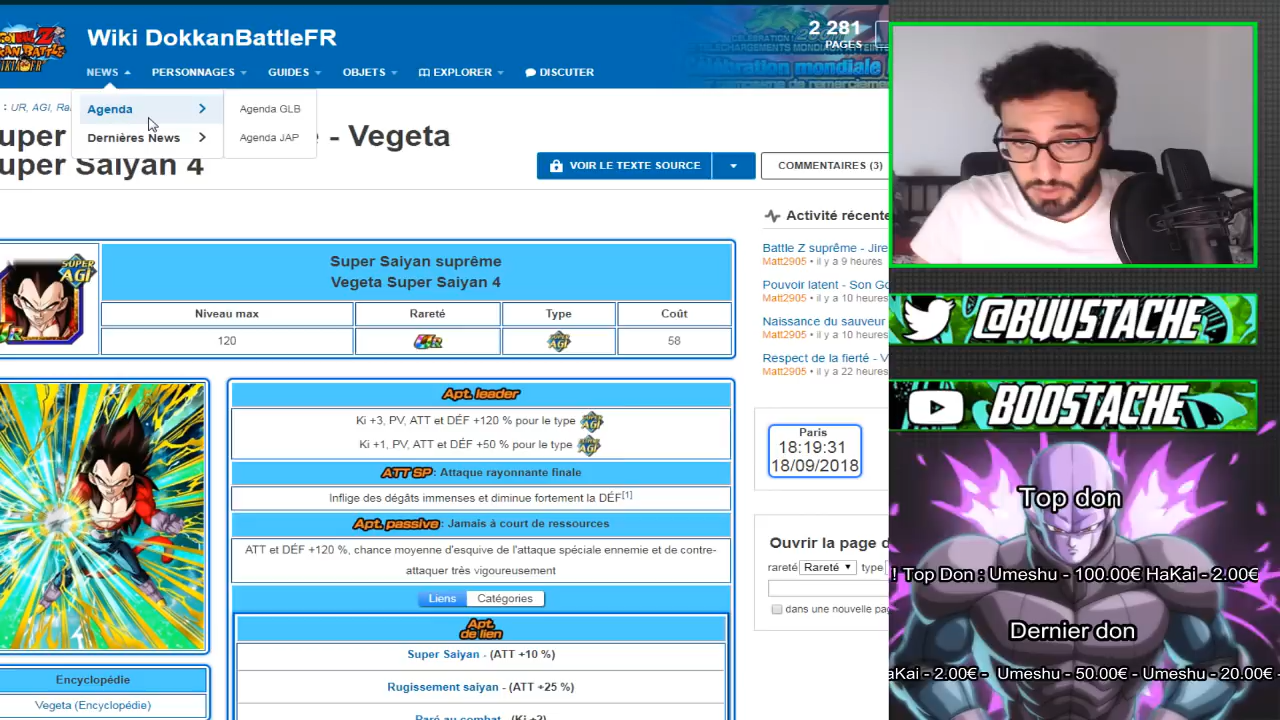 Wiki DokkanBattleFR
2 281
PAGES
NEWS
PERSONNAGES
GUIDES
OBJETS
EXPLORER
DISCUTER
: UR, AGI, Ra
Agenda
Dernières News
Agenda GLB
Agenda JAP
uper
e - Vegeta
uper Saiyan 4
VOIR LE TEXTE SOURCE
COMMENTAIRES (3)
Activité récente
Battle Z suprême - Jire
Matt2905 • il y a 9 heures
Pouvoir latent - Son Go
Matt2905 • il y a 10 heures
Naissance du sauveur
Matt2905 • il y a 10 heures
Respect de la fierté - V
Matt2905 • il y a 22 heures
SUPER
AGI
Super Saiyan suprême
Vegeta Super Saiyan 4
Niveau max
Rareté
Type
Coût
120
58
Apt. leader
Ki +3, PV, ATT et DÉF +120 % pour le type
Ki +1, PV, ATT et DÉF +50 % pour le type
ATT SP : Attaque rayonnante finale
Inflige des dégâts immenses et diminue fortement la DÉF[1]
Apt. passive : Jamais à court de ressources
ATT et DÉF +120 %, chance moyenne d'esquive de l'attaque spéciale ennemie et de contre-
attaquer très vigoureusement
Liens
Catégories
Apt.
de lien
Super Saiyan - (ATT +10 %)
Rugissement saiyan - (ATT +25 %)
Paré au combat - (Ki +2)
Encyclopédie
Vegeta (Encyclopédie)
Paris
18:19:31
18/09/2018
Ouvrir la page d
rareté Rareté type
dans une nouvelle pa
@BUUSTACHE
BOOSTACHE
Top don
! Top Don : Umeshu - 100.00€ HaKai - 2.00€
Dernier don
aKai - 2.00€ - Umeshu - 50.00€ - Umeshu - 20.00€ -